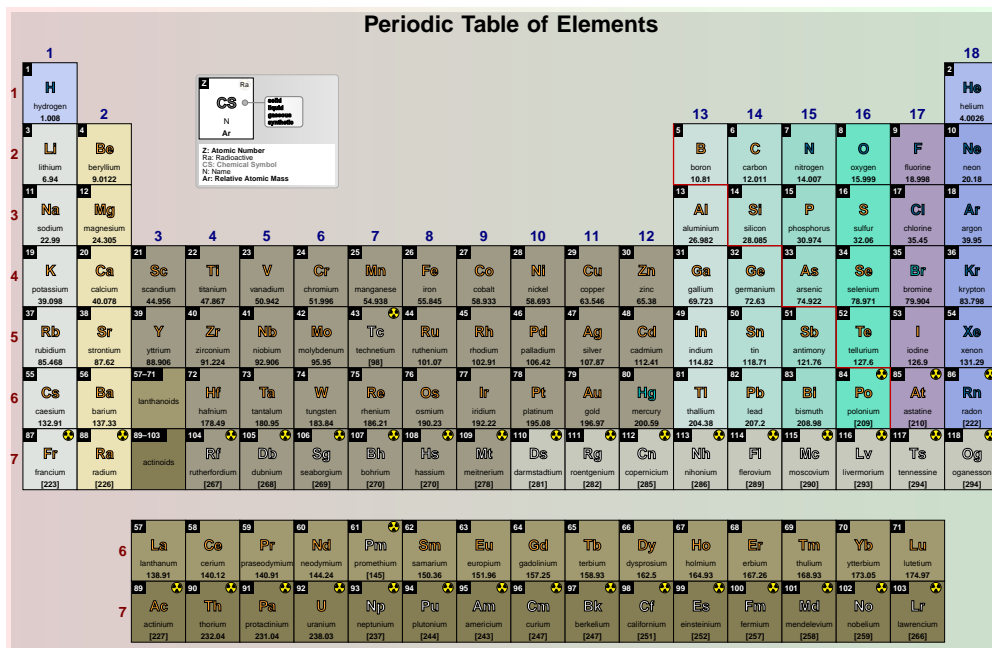 Periodic Table of Elements
1 18
1 2
H He
hydrogen helium
1.008 4.0026
Z Ra
CS
N
Ar
solid
liquid
gaseous
synthetic
Z: Atomic Number
Ra: Radioactive
CS: Chemical Symbol
N: Name
Ar: Relative Atomic Mass
1
2 13 14 15 16 17
3 4 5 6 7 8 9 10
2 Li Be B C N O F Ne
lithium beryllium boron carbon nitrogen oxygen fluorine neon
6.94 9.0122 10.81 12.011 14.007 15.999 18.998 20.18
11 12 13 14 15 16 17 18
3 Na Mg Al Si P S Cl Ar
sodium magnesium aluminium silicon phosphorus sulfur chlorine argon
22.99 24.305 26.982 28.085 30.974 32.06 35.45 39.95
3 4 5 6 7 8 9 10 11 12
19 20 21 22 23 24 25 26 27 28 29 30 31 32 33 34 35 36
4 K Ca Sc Ti V Cr Mn Fe Co Ni Cu Zn Ga Ge As Se Br Kr
potassium calcium scandium titanium vanadium chromium manganese iron cobalt nickel copper zinc gallium germanium arsenic selenium bromine krypton
39.098 40.078 44.956 47.867 50.942 51.996 54.938 55.845 58.933 58.693 63.546 65.38 69.723 72.63 74.922 78.971 79.904 83.798
37 38 39 40 41 42 43 44 45 46 47 48 49 50 51 52 53 54
5 Rb Sr Y Zr Nb Mo Tc Ru Rh Pd Ag Cd In Sn Sb Te I Xe
rubidium strontium yttrium zirconium niobium molybdenum technetium ruthenium rhodium palladium silver cadmium indium tin antimony tellurium iodine xenon
85.468 87.62 88.906 91.224 92.906 95.95 [98] 101.07 102.91 106.42 107.87 112.41 114.82 118.71 121.76 127.6 126.9 131.29
55 56 57–71 72 73 74 75 76 77 78 79 80 81 82 83 84 85 86
6 Cs Ba lanthanoids Hf Ta W Re Os Ir Pt Au Hg Tl Pb Bi Po At Rn
caesium barium hafnium tantalum tungsten rhenium osmium iridium platinum gold mercury thallium lead bismuth polonium astatine radon
132.91 137.33 178.49 180.95 183.84 186.21 190.23 192.22 195.08 196.97 200.59 204.38 207.2 208.98 [209] [210] [222]
87 88 89–103 104 105 106 107 108 109 110 111 112 113 114 115 116 117 118
7 Fr Ra actinoids Rf Db Sg Bh Hs Mt Ds Rg Cn Nh Fl Mc Lv Ts Og
francium radium rutherfordium dubnium seaborgium bohrium hassium meitnerium darmstadtium roentgenium copernicium nihonium flerovium moscovium livermorium tennessine oganesson
[223] [226] [267] [268] [269] [270] [270] [278] [281] [282] [285] [286] [289] [290] [293] [294] [294]
57 58 59 60 61 62 63 64 65 66 67 68 69 70 71
6 La Ce Pr Nd Pm Sm Eu Gd Tb Dy Ho Er Tm Yb Lu
lanthanum cerium praseodymium neodymium promethium samarium europium gadolinium terbium dysprosium holmium erbium thulium ytterbium lutetium
138.91 140.12 140.91 144.24 [145] 150.36 151.96 157.25 158.93 162.5 164.93 167.26 168.93 173.05 174.97
89 90 91 92 93 94 95 96 97 98 99 100 101 102 103
7 Ac Th Pa U Np Pu Am Cm Bk Cf Es Fm Md No Lr
actinium thorium protactinium uranium neptunium plutonium americium curium berkelium californium einsteinium fermium mendelevium nobelium lawrencium
[227] 232.04 231.04 238.03 [237] [244] [243] [247] [247] [251] [252] [257] [258] [259] [266]